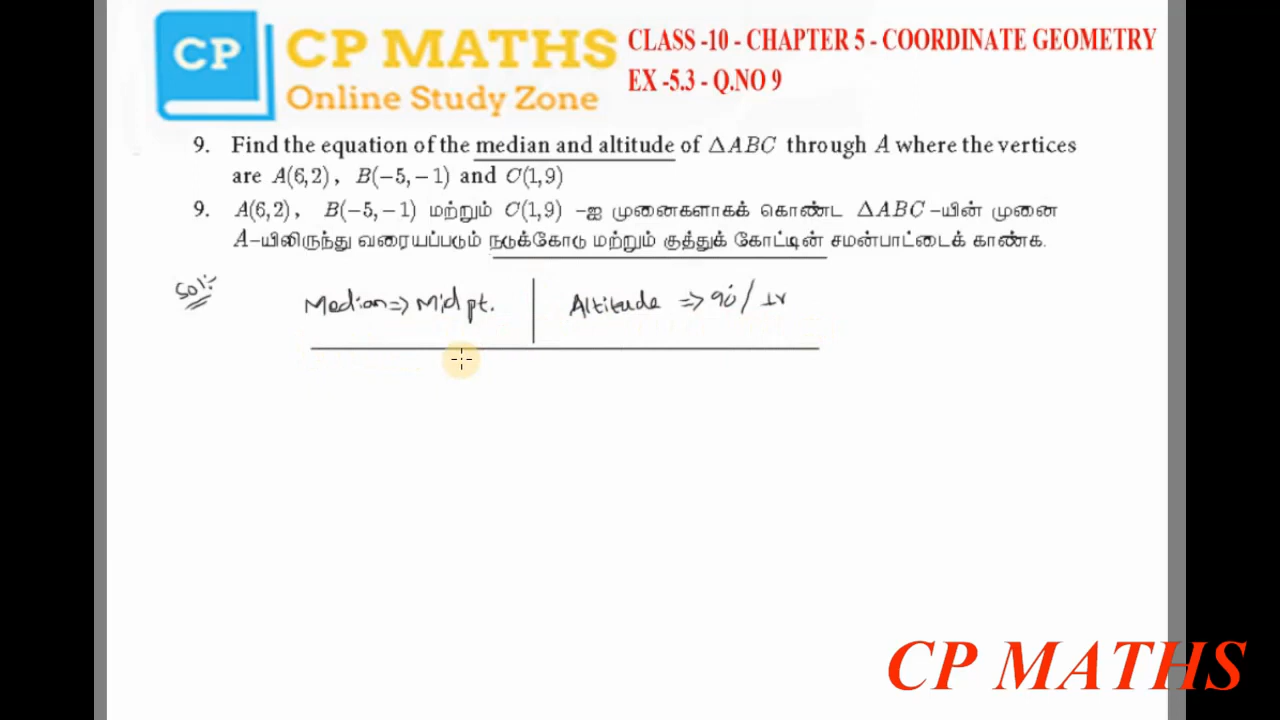 CP
CP MATHS
Online Study Zone
CLASS -10 - CHAPTER 5 - COORDINATE GEOMETRY
EX -5.3 - Q.NO 9
9. Find the equation of the median and altitude of ΔABC through A where the vertices
are A(6,2), B(−5,−1) and C(1,9)
9. A(6,2), B(−5,−1) மற்றும் C(1,9) -ஐ முனைகளாகக் கொண்ட ΔABC-யின் முனை
A-யிலிருந்து வரையப்படும் நடுக்கோடு மற்றும் குத்துக் கோட்டின் சமன்பாட்டைக் காண்க.
Sol:-
Median => Mid pt. | Altitude => 90° / ⊥r
CP MATHS